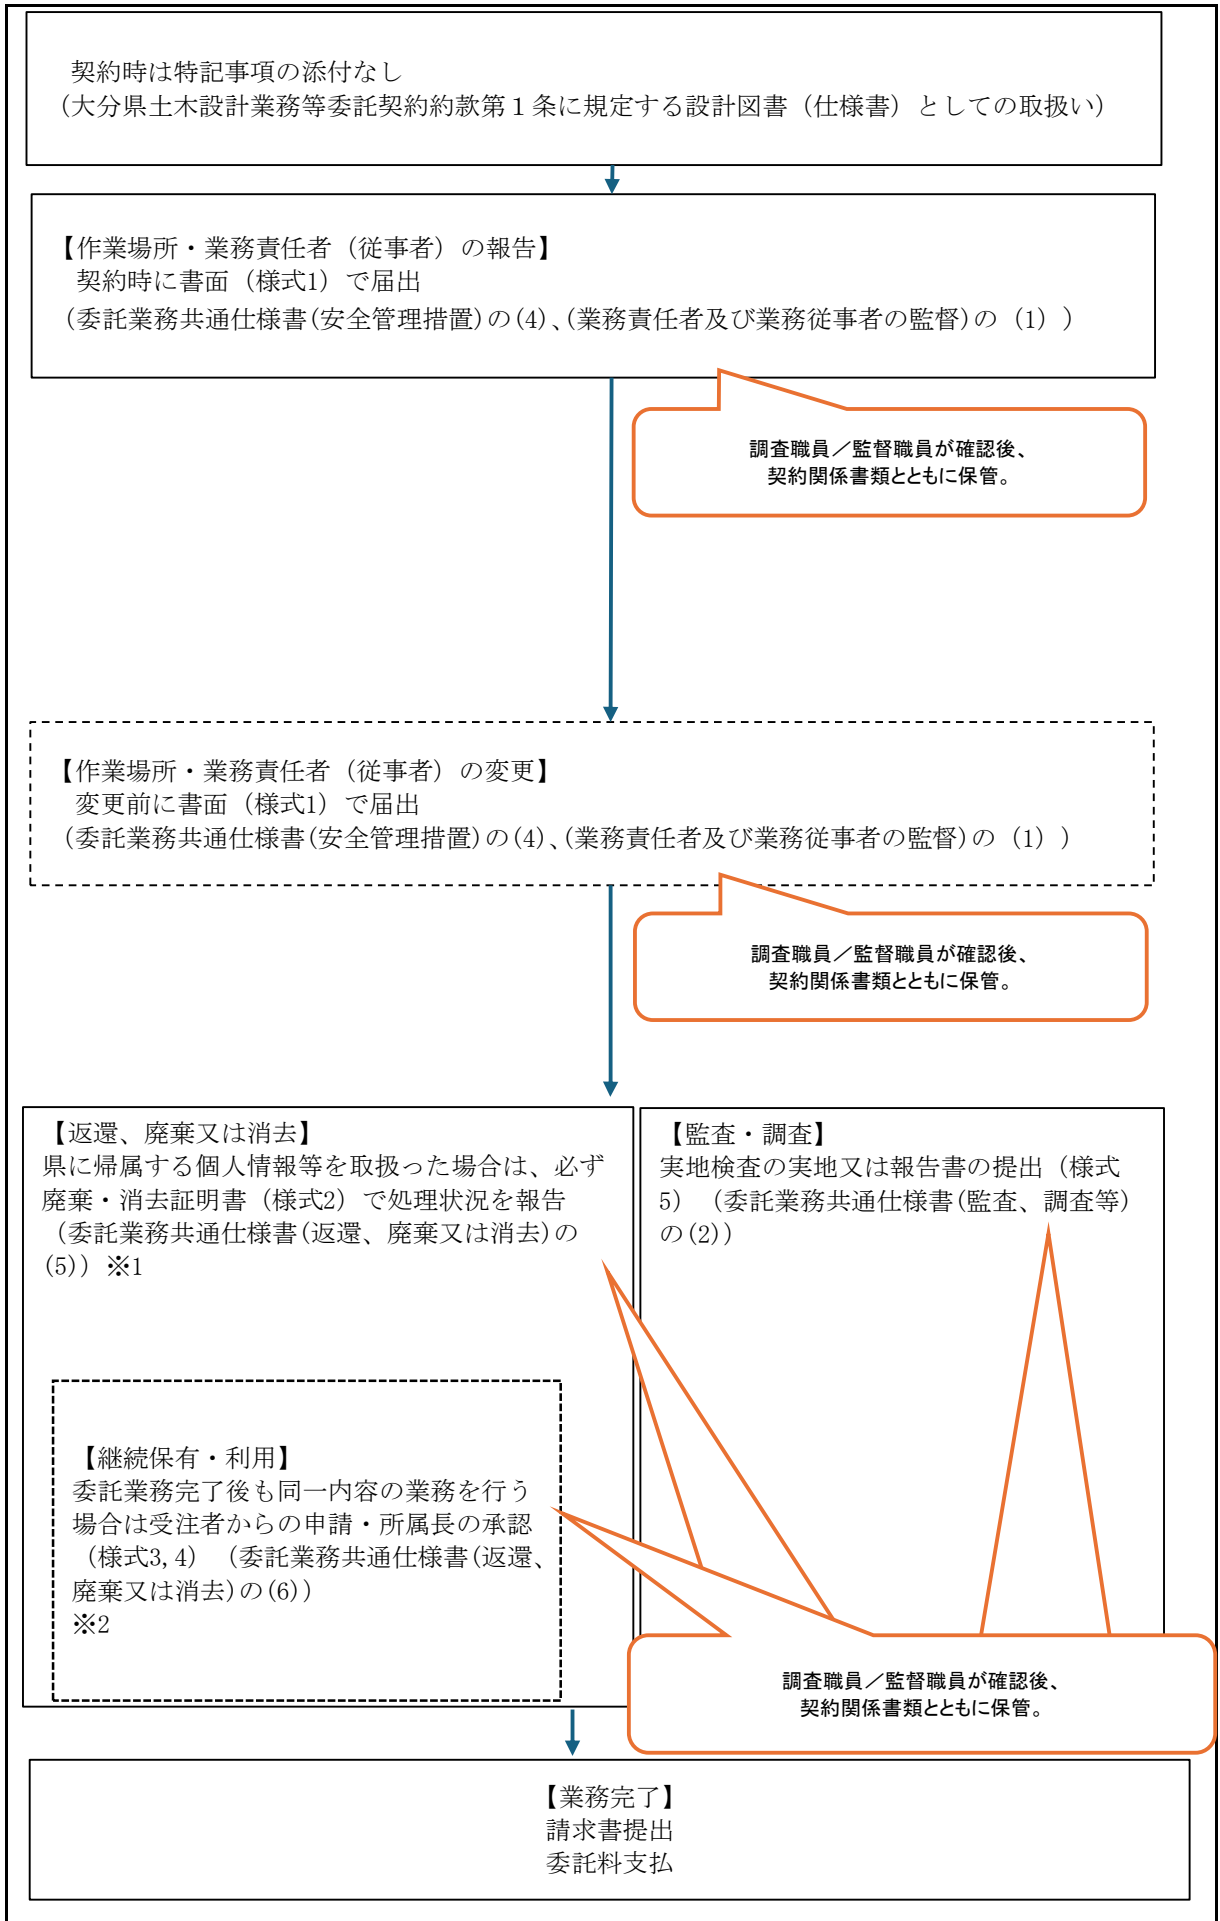 契約時は特記事項の添付なし
(大分県土木設計業務等委託契約約款第１条に規定する設計図書（仕様書）としての取扱い)
【作業場所・業務責任者（従事者）の報告】
契約時に書面（様式1）で届出
(委託業務共通仕様書(安全管理措置)の(4)、(業務責任者及び業務従事者の監督)の（1）)
調査職員／監督職員が確認後、
契約関係書類とともに保管。
【作業場所・業務責任者（従事者）の変更】
変更前に書面（様式1）で届出
(委託業務共通仕様書(安全管理措置)の(4)、(業務責任者及び業務従事者の監督)の（1）)
調査職員／監督職員が確認後、
契約関係書類とともに保管。
【返還、廃棄又は消去】
県に帰属する個人情報等を取扱った場合は、必ず
廃棄・消去証明書（様式2）で処理状況を報告
（委託業務共通仕様書(返還、廃棄又は消去)の
(5)）※1
【継続保有・利用】
委託業務完了後も同一内容の業務を行う
場合は受注者からの申請・所属長の承認
（様式3,4）（委託業務共通仕様書(返還、
廃棄又は消去)の(6)）
※2
【監査・調査】
実地検査の実地又は報告書の提出（様式
5）（委託業務共通仕様書(監査、調査等)
の(2)）
調査職員／監督職員が確認後、
契約関係書類とともに保管。
【業務完了】
請求書提出
委託料支払